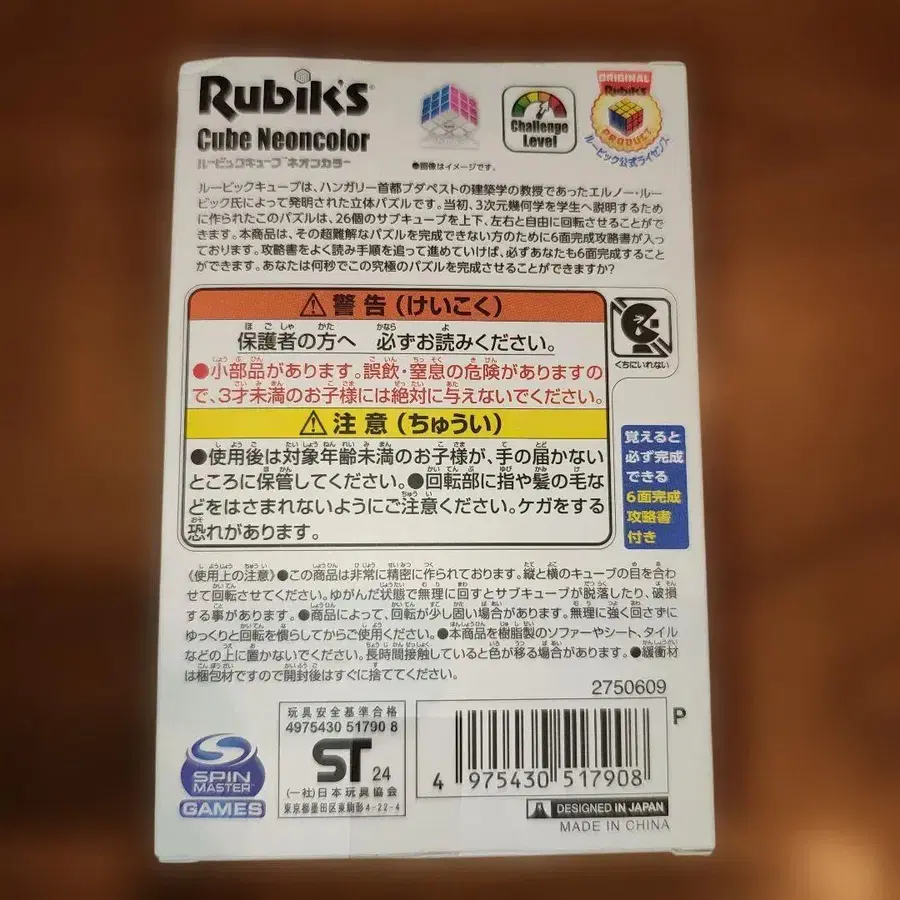 Rubik's
Cube Neoncolor
ルービックキューブ ネオンカラー
●画像はイメージです。
Challenge
Level
ORIGINAL
Rubik's
PRODUCT
ルービック公式ライセンス
ルービックキューブは、ハンガリー首都ブダペストの建築学の教授であったエルノー・ルー
ビック氏によって発明された立体パズルです。当初、3次元幾何学を学生へ説明するため
に作られたこのパズルは、26個のサブキューブを上下、左右と自由に回転させることがで
きます。本商品は、その超難解なパズルを完成できない方のために6面完成攻略書が入っ
ております。攻略書をよく読み手順を追って進めていけば、必ずあなたも6面完成すること
ができます。あなたは何秒でこの究極のパズルを完成させることができますか?
警告(けいこく)
保護者の方へ 必ずお読みください。
●小部品があります。誤飲・窒息の危険がありますの
で、3才未満のお子様には絶対に与えないでください。
注意(ちゅうい)
●使用後は対象年齢未満のお子様が、手の届かない
ところに保管してください。●回転部に指や髪の毛な
どをはさまれないようにご注意ください。ケガをする
恐れがあります。
くちにいれない
覚えると
必ず完成
できる
6面完成
攻略書
付き
《使用上の注意》●この商品は非常に精密に作られております。縦と横のキューブの目を合わ
せて回転させてください。ゆがんだ状態で無理に回すとサブキューブが脱落したり、破損
する事があります。●商品によって、回転が少し固い場合があります。無理に強く回さずに
ゆっくりと回転を慣らしてからご使用ください。●本商品を樹脂製のソファーやシート、タイル
などの上に置かないでください。長時間接触していると色が移る場合があります。●緩衝材
は梱包材ですので開封後はすぐに捨ててください。
2750609
P
SPIN
MASTER
GAMES
玩具安全基準合格
4975430 51790 8
ST 24
(一社)日本玩具協会
東京都墨田区東駒形4-22-4
4 975430 517908
DESIGNED IN JAPAN
MADE IN CHINA